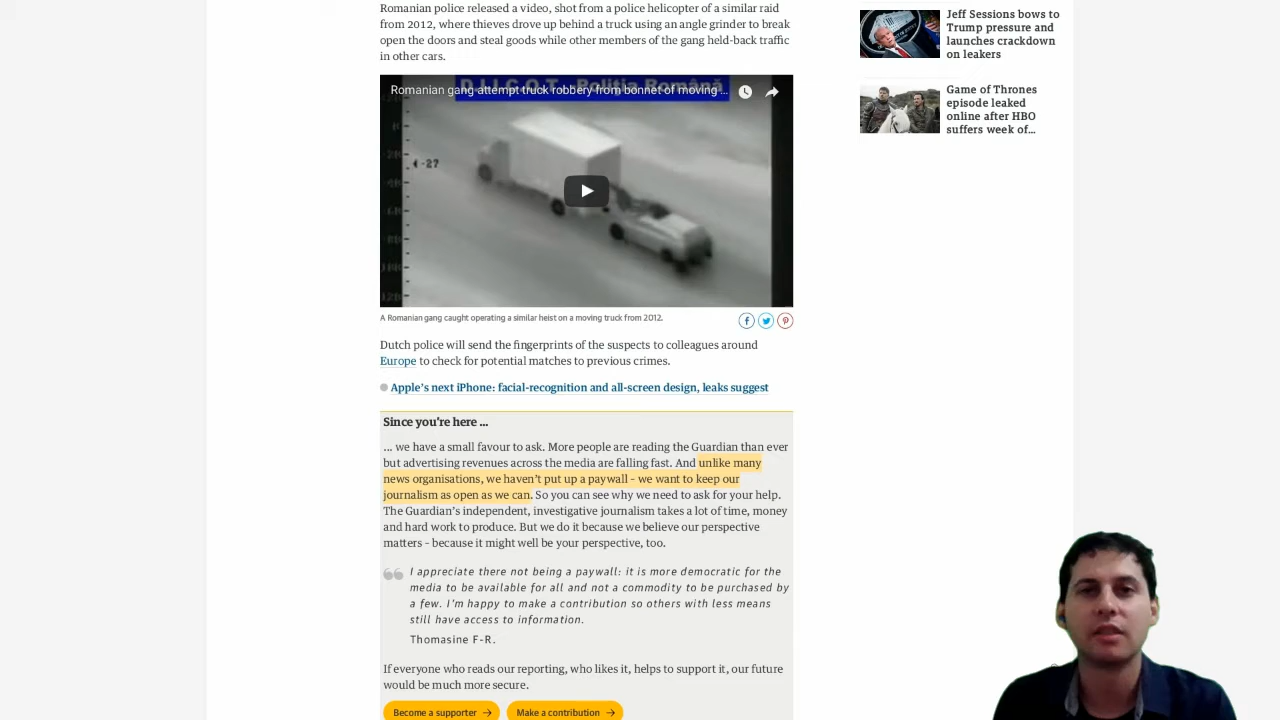 Romanian police released a video, shot from a police helicopter of a similar raid
from 2012, where thieves drove up behind a truck using an angle grinder to break
open the doors and steal goods while other members of the gang held-back traffic
in other cars.
D.I.I.C.O.T - Poliția Română
Romanian gang attempt truck robbery from bonnet of moving ...
-27
A Romanian gang caught operating a similar heist on a moving truck from 2012.
Dutch police will send the fingerprints of the suspects to colleagues around
Europe to check for potential matches to previous crimes.
Apple's next iPhone: facial-recognition and all-screen design, leaks suggest
Since you're here ...
... we have a small favour to ask. More people are reading the Guardian than ever
but advertising revenues across the media are falling fast. And unlike many
news organisations, we haven't put up a paywall – we want to keep our
journalism as open as we can. So you can see why we need to ask for your help.
The Guardian's independent, investigative journalism takes a lot of time, money
and hard work to produce. But we do it because we believe our perspective
matters – because it might well be your perspective, too.
I appreciate there not being a paywall: it is more democratic for the
media to be available for all and not a commodity to be purchased by
a few. I'm happy to make a contribution so others with less means
still have access to information.
Thomasine F-R.
If everyone who reads our reporting, who likes it, helps to support it, our future
would be much more secure.
Become a supporter
Make a contribution
Jeff Sessions bows to
Trump pressure and
launches crackdown
on leakers
Game of Thrones
episode leaked
online after HBO
suffers week of...